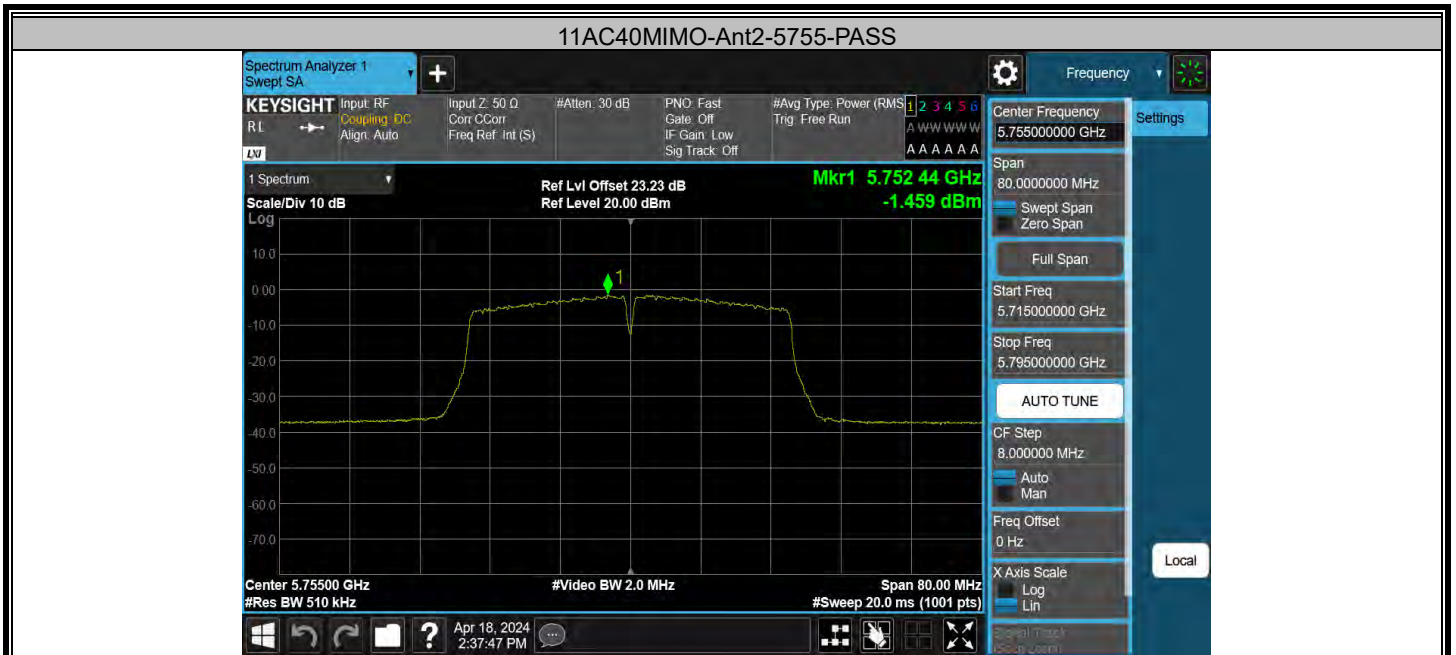 11AC40MIMO-Ant2-5755-PASS
Spectrum Analyzer 1
Swept SA
+
Frequency
KEYSIGHT
RL
LXI
Input: RF
Coupling: DC
Align: Auto
Input Z: 50 Ω
Corr CCorr
Freq Ref: Int (S)
#Atten: 30 dB
PNO: Fast
Gate: Off
IF Gain: Low
Sig Track: Off
#Avg Type: Power (RMS
Trig: Free Run
1 2 3 4 5 6
A W W W W W
A A A A A A
1 Spectrum
Scale/Div 10 dB
Log
Ref Lvl Offset 23.23 dB
Ref Level 20.00 dBm
Mkr1 5.752 44 GHz
-1.459 dBm
10.0
0.00
-10.0
-20.0
-30.0
-40.0
-50.0
-60.0
-70.0
1
Center 5.75500 GHz
#Res BW 510 kHz
#Video BW 2.0 MHz
Span 80.00 MHz
#Sweep 20.0 ms (1001 pts)
Center Frequency
5.755000000 GHz
Settings
Span
80.0000000 MHz
Swept Span
Zero Span
Full Span
Start Freq
5.715000000 GHz
Stop Freq
5.795000000 GHz
AUTO TUNE
CF Step
8.000000 MHz
Auto
Man
Freq Offset
0 Hz
X Axis Scale
Log
Lin
Local
?
Apr 18, 2024
2:37:47 PM